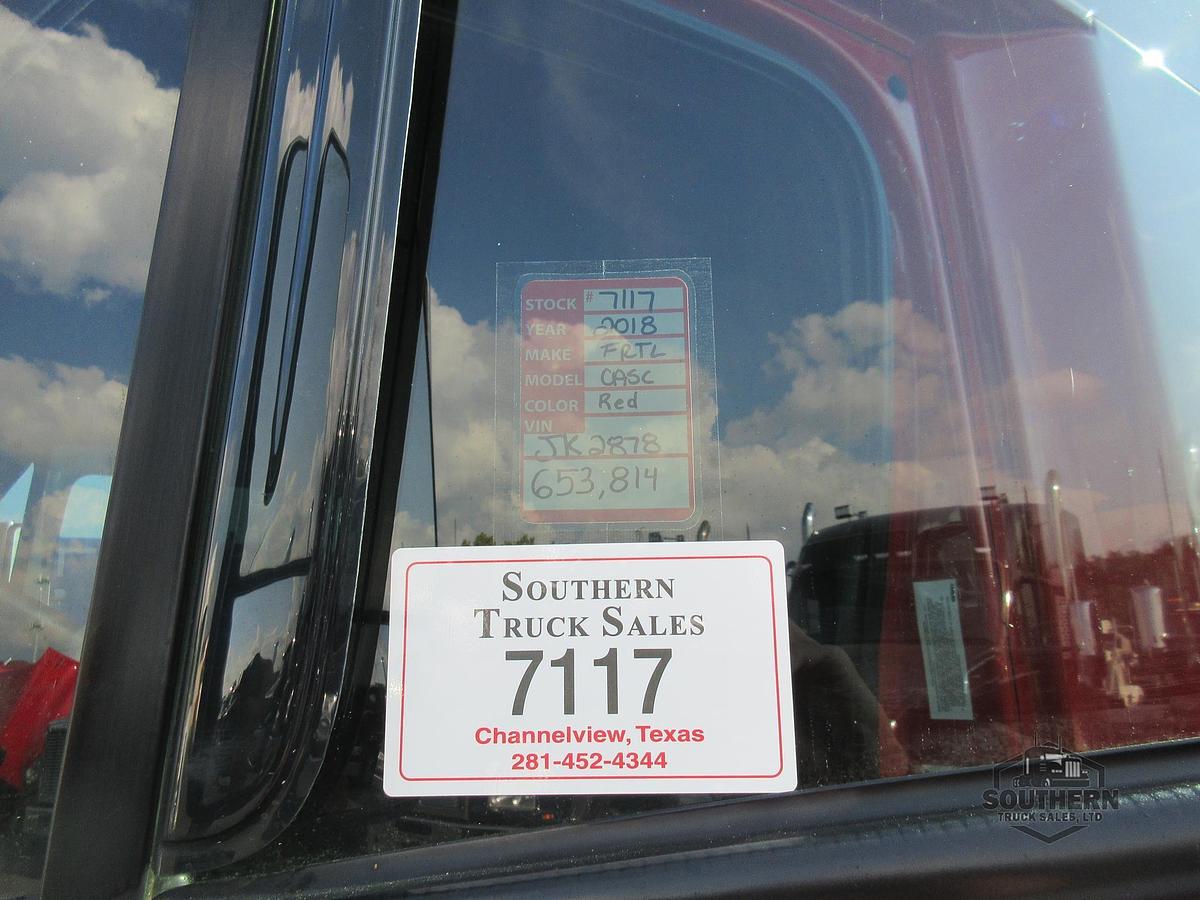 STOCK # 7117
YEAR 2018
MAKE FRTL
MODEL CASC
COLOR Red
VIN
JK2878
653,814
SOUTHERN
TRUCK SALES
7117
Channelview, Texas
281-452-4344
SOUTHERN
TRUCK SALES, LTD